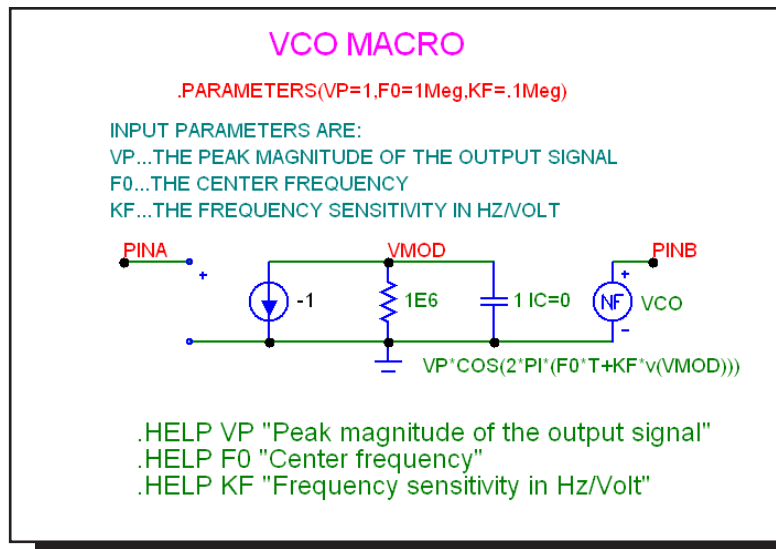 VCO MACRO
.PARAMETERS(VP=1,F0=1Meg,KF=.1Meg)
INPUT PARAMETERS ARE:
VP...THE PEAK MAGNITUDE OF THE OUTPUT SIGNAL
F0...THE CENTER FREQUENCY
KF...THE FREQUENCY SENSITIVITY IN HZ/VOLT
PINA VMOD PINB
+ -1 1E6 1 IC=0 + NF - VCO
VP*COS(2*PI*(F0*T+KF*v(VMOD)))
.HELP VP "Peak magnitude of the output signal"
.HELP F0 "Center frequency"
.HELP KF "Frequency sensitivity in Hz/Volt"